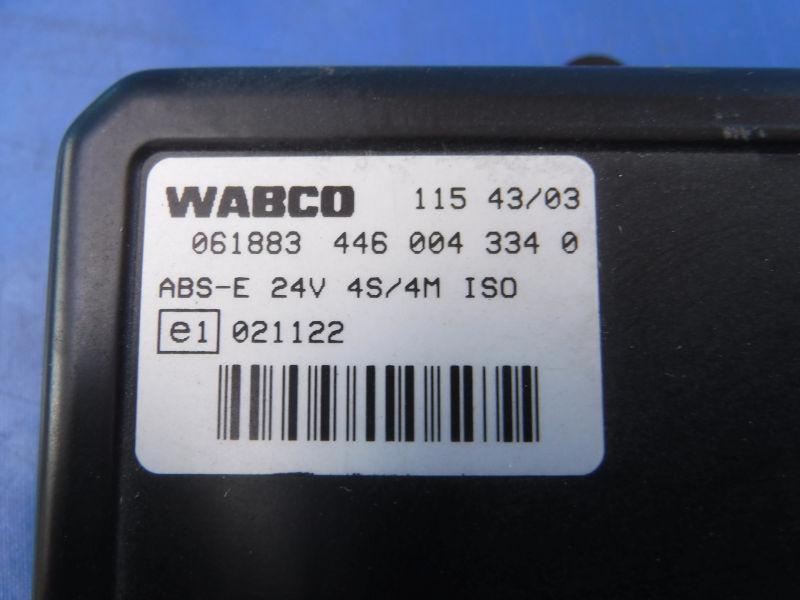 WABCO 115 43/03
061883 446 004 334 0
ABS-E 24V 4S/4M ISO
e1 021122